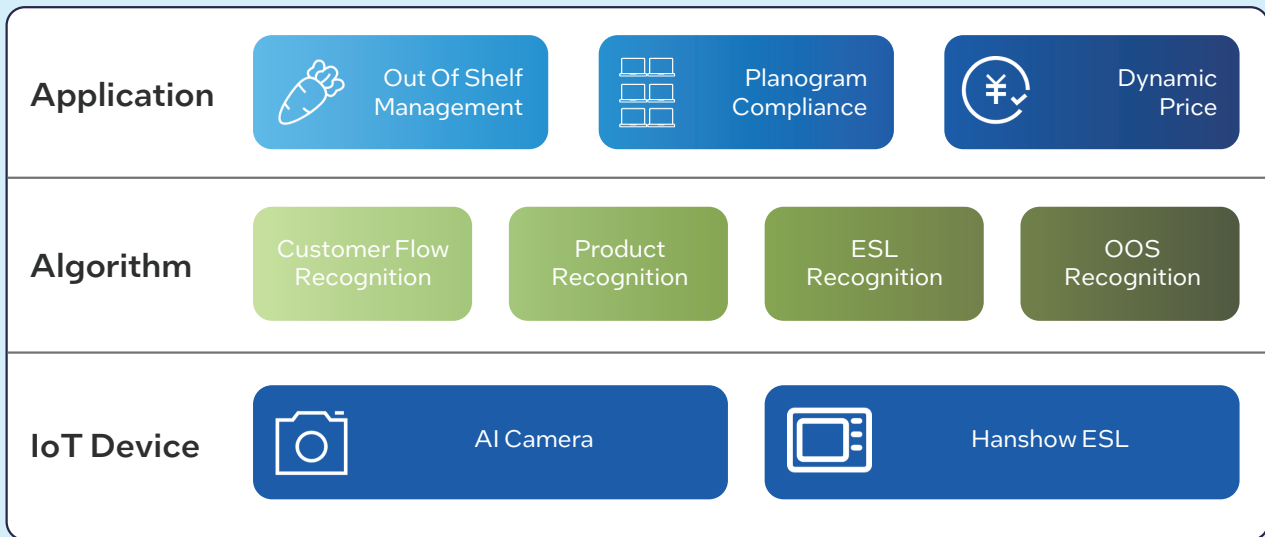 Application
Out Of Shelf
Management
Planogram
Compliance
¥
Dynamic
Price
Algorithm
Customer Flow
Recognition
Product
Recognition
ESL
Recognition
OOS
Recognition
IoT Device
AI Camera
Hanshow ESL